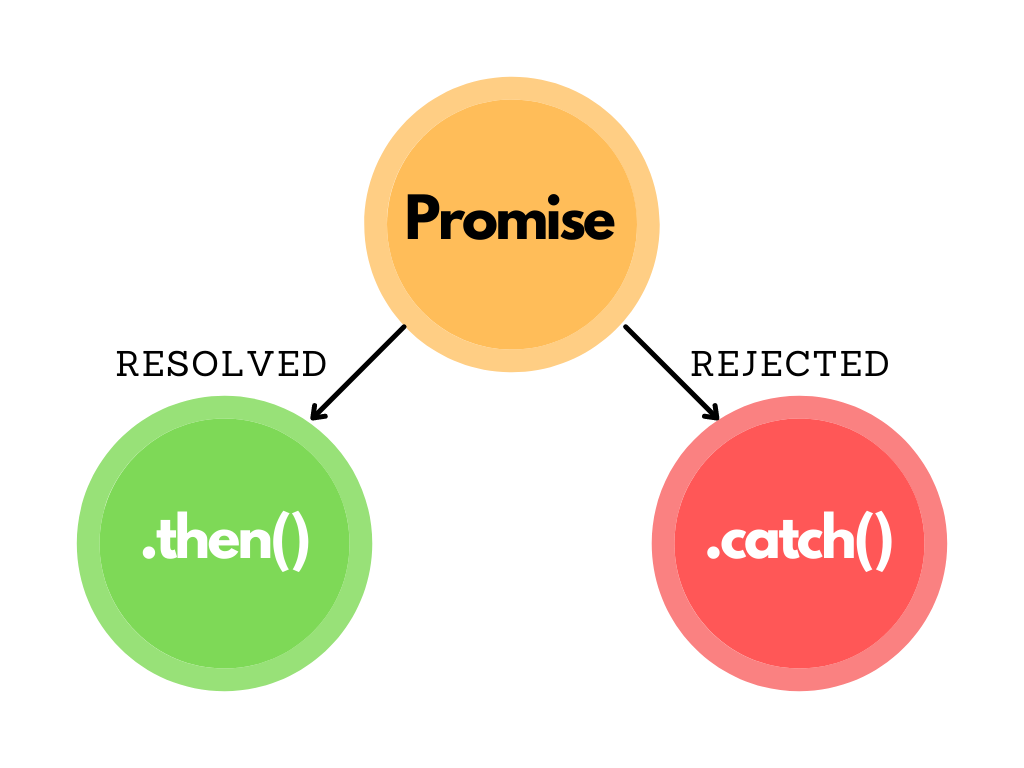 Promise
RESOLVED
REJECTED
.then()
.catch()